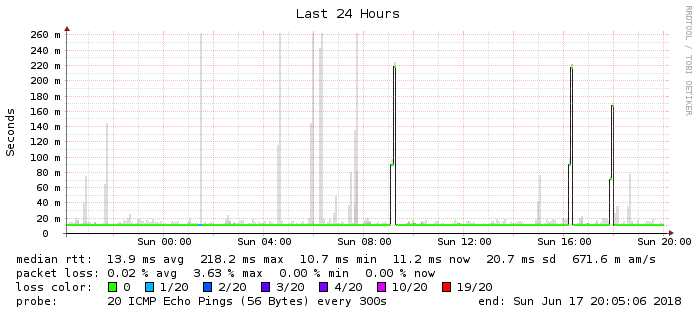 Last 24 Hours
RRDTOOL / TOBI OETIKER
Seconds
260 m
240 m
220 m
200 m
180 m
160 m
140 m
120 m
100 m
80 m
60 m
40 m
20 m
0
Sun 00:00 Sun 04:00 Sun 08:00 Sun 12:00 Sun 16:00 Sun 20:00
median rtt: 13.9 ms avg 218.2 ms max 10.7 ms min 11.2 ms now 20.7 ms sd 671.6 m am/s
packet loss: 0.02 % avg 3.63 % max 0.00 % min 0.00 % now
loss color: 0 1/20 2/20 3/20 4/20 10/20 19/20
probe: 20 ICMP Echo Pings (56 Bytes) every 300s end: Sun Jun 17 20:05:06 2018